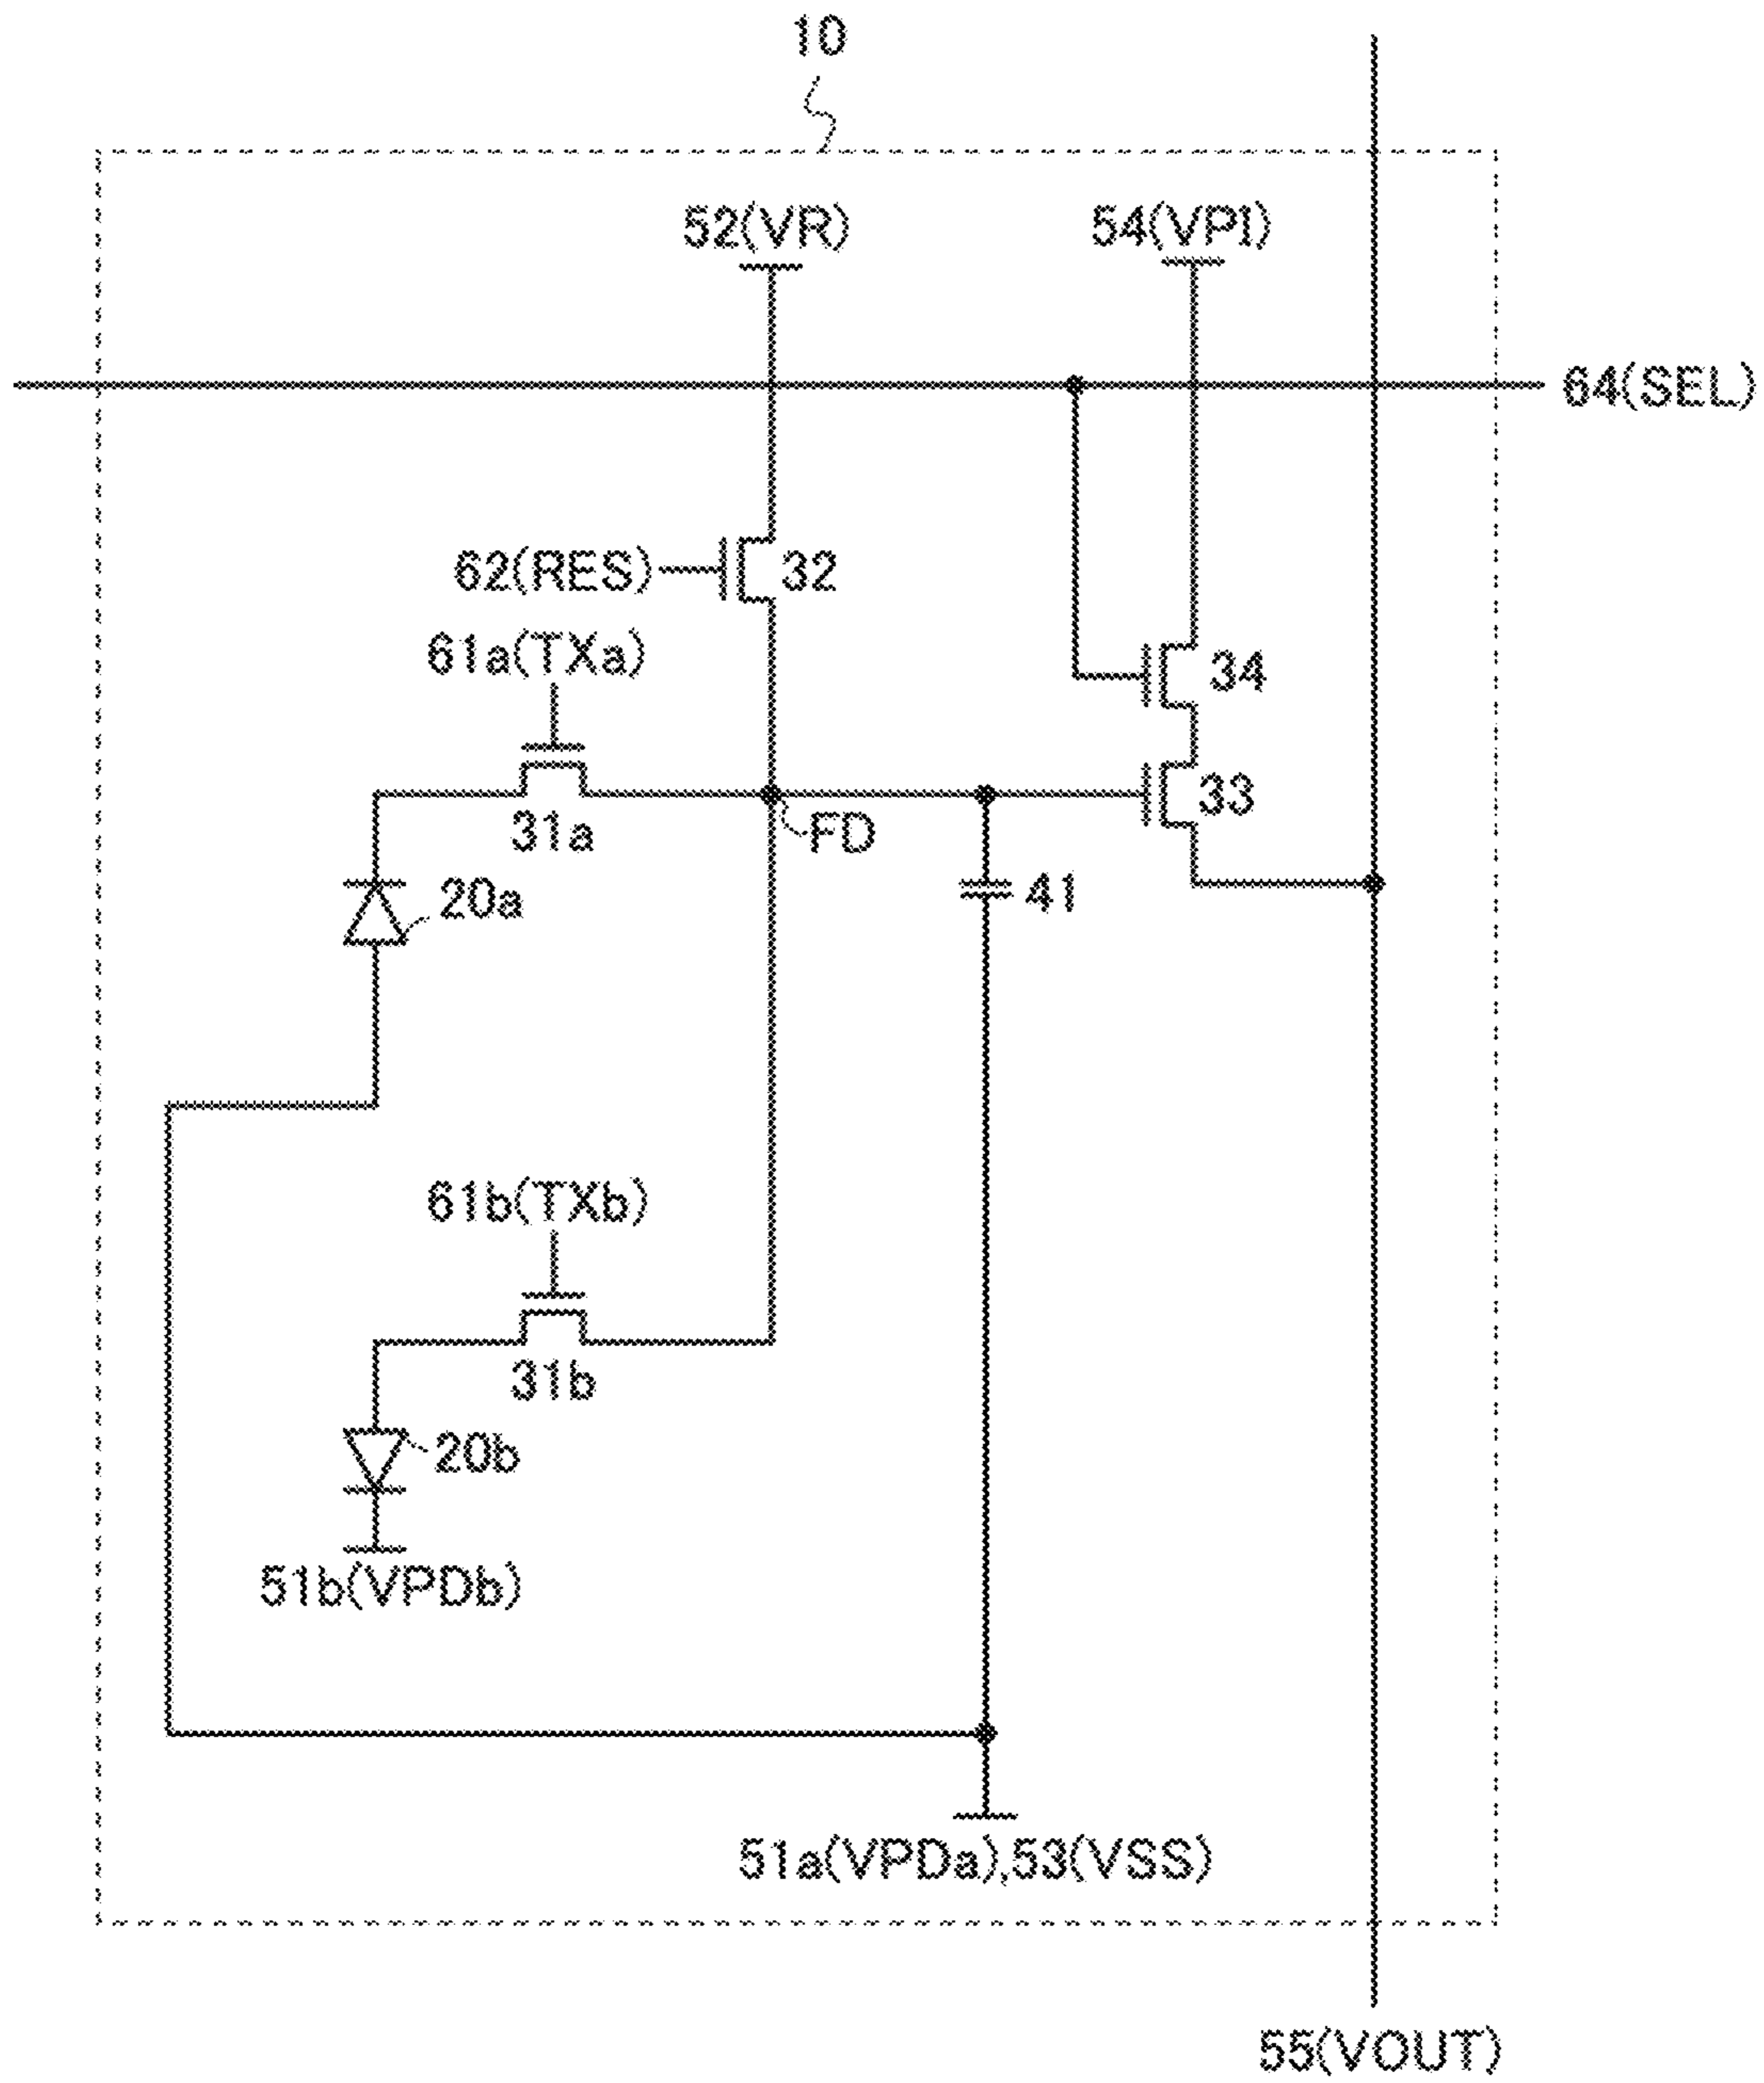 10
52(VR)
54(VPI)
64(SEL)
62(RES)
32
61a(TXa)
34
33
31a
FD
20a
41
61b(TXb)
31b
20b
51b(VPDb)
51a(VPDa),53(VSS)
55(VOUT)